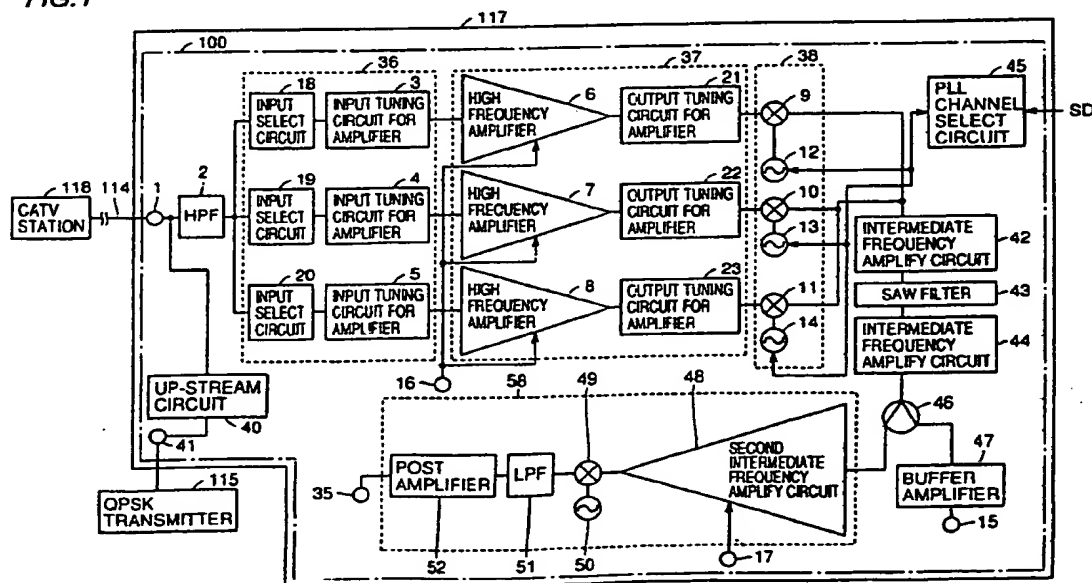 FIG.1
117
100
36
18
3
INPUT
SELECT
CIRCUIT
INPUT TUNING
CIRCUIT FOR
AMPLIFIER
37
6
HIGH
FREQUENCY
AMPLIFIER
21
OUTPUT TUNING
CIRCUIT FOR
AMPLIFIER
38
9
12
45
PLL
CHANNEL
SELECT
CIRCUIT
SD
118
114
1
2
CATV
STATION
HPF
19
4
INPUT
SELECT
CIRCUIT
INPUT TUNING
CIRCUIT FOR
AMPLIFIER
7
HIGH
FRECUENCY
AMPLIFIER
22
OUTPUT TUNING
CIRCUIT FOR
AMPLIFIER
10
13
INTERMEDIATE
FREQUENCY
AMPLIFY CIRCUIT
42
20
5
INPUT
SELECT
CIRCUIT
INPUT TUNING
CIRCUIT FOR
AMPLIFIER
8
HIGH
FREQUENCY
AMPLIFIER
23
OUTPUT TUNING
CIRCUIT FOR
AMPLIFIER
11
14
SAW FILTER
43
INTERMEDIATE
FREQUENCY
AMPLIFY CIRCUIT
44
16
58
49
48
46
UP-STREAM
CIRCUIT
40
41
115
QPSK
TRANSMITTER
35
POST
AMPLIFIER
LPF
SECOND
INTERMEDIATE
FREQUENCY
AMPLIFY CIRCUIT
47
BUFFER
AMPLIFIER
15
52
51
50
17